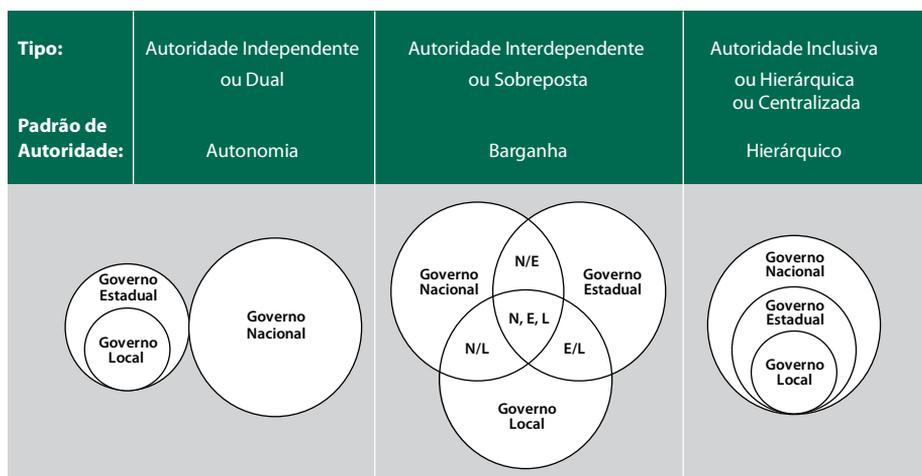 Tipo:
Autoridade Independente
ou Dual
Autoridade Interdependente
ou Sobreposta
Autoridade Inclusiva
ou Hierárquica
ou Centralizada
Padrão de
Autoridade:
Autonomia
Barganha
Hierárquico
Governo
Estadual
Governo
Local
Governo
Nacional
Governo
Nacional
N/E
Governo
Estadual
N, E, L
N/L
E/L
Governo
Local
Governo
Nacional
Governo
Estadual
Governo
Local